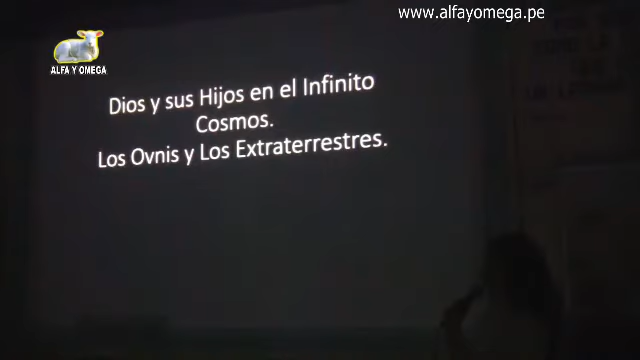 www.alfayomega.pe
ALFA Y OMEGA
Dios y sus Hijos en el Infinito
Cosmos.
Los Ovnis y Los Extraterrestres.